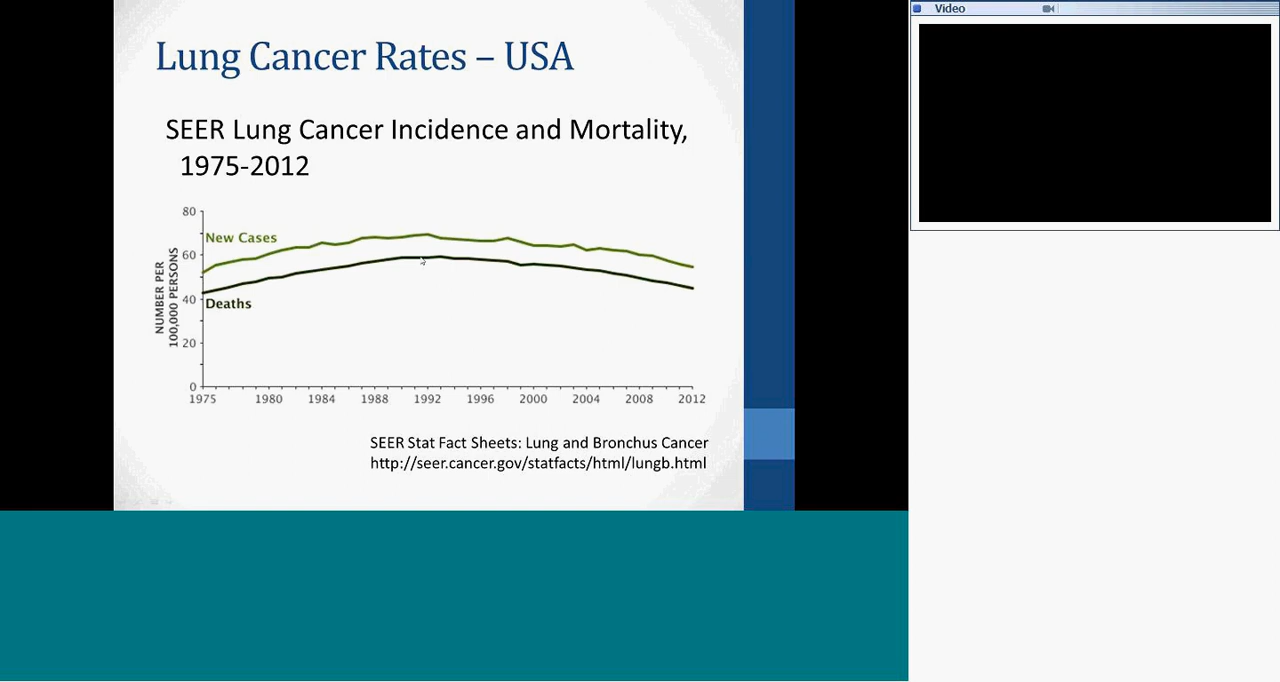 Video
Lung Cancer Rates – USA
SEER Lung Cancer Incidence and Mortality,
1975-2012
NUMBER PER
100,000 PERSONS
80
60
40
20
0
New Cases
Deaths
1975 1980 1984 1988 1992 1996 2000 2004 2008 2012
SEER Stat Fact Sheets: Lung and Bronchus Cancer
http://seer.cancer.gov/statfacts/html/lungb.html